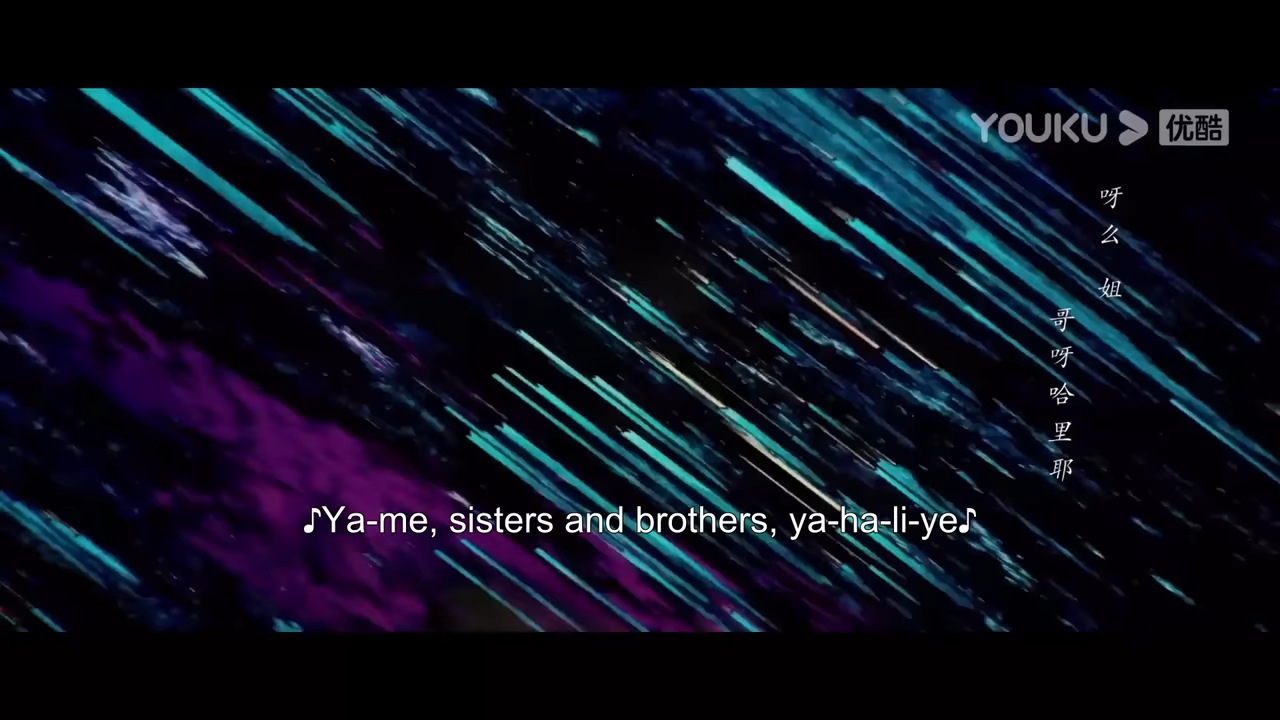 YOUKU 优酷
呀么 姐
哥呀哈里耶
♪Ya-me, sisters and brothers, ya-ha-li-ye♪